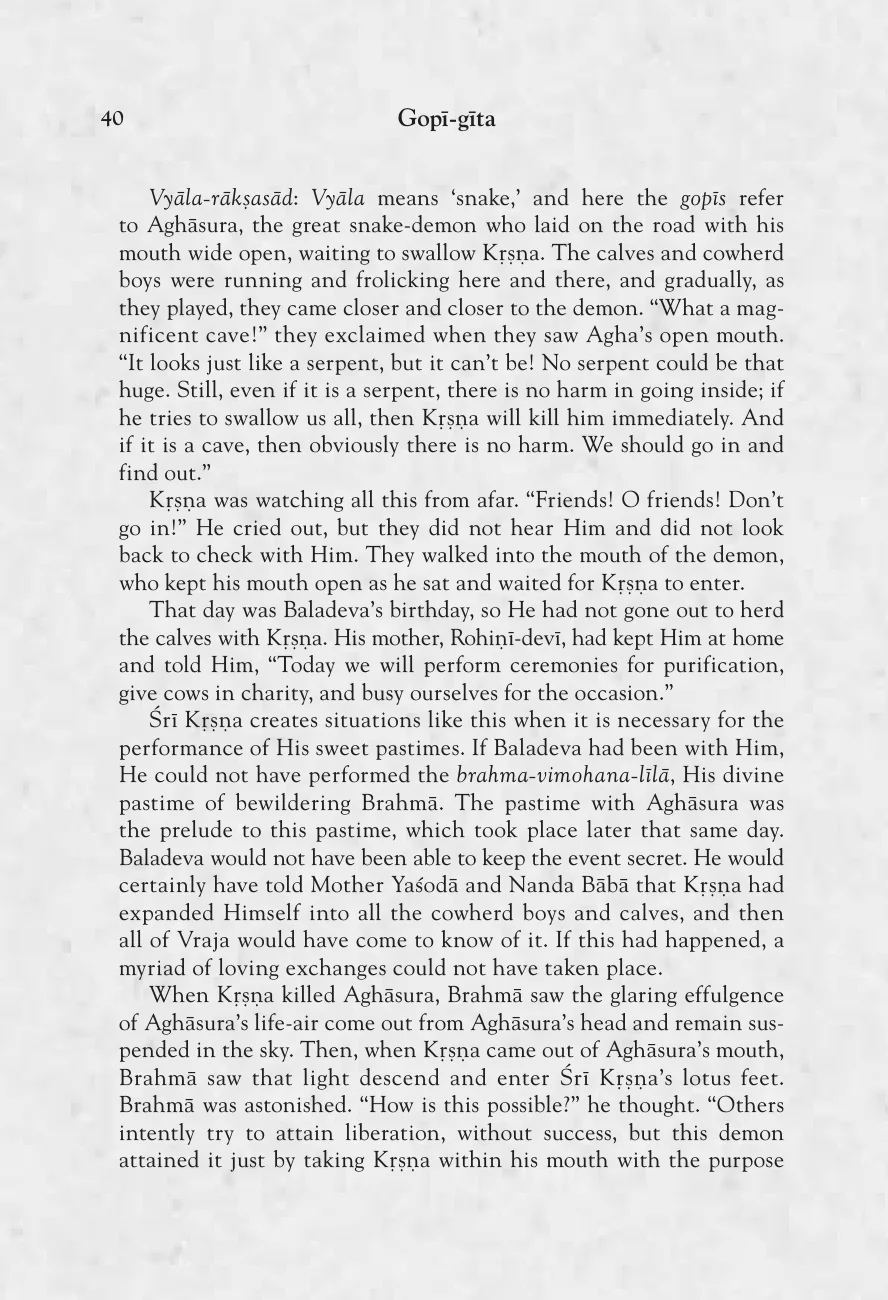 40
Gopī-gīta
Vyāla-rākṣasād: Vyāla means ‘snake,’ and here the gopīs refer
to Aghāsura, the great snake-demon who laid on the road with his
mouth wide open, waiting to swallow Kṛṣṇa. The calves and cowherd
boys were running and frolicking here and there, and gradually, as
they played, they came closer and closer to the demon. “What a mag-
nificent cave!” they exclaimed when they saw Agha’s open mouth.
“It looks just like a serpent, but it can’t be! No serpent could be that
huge. Still, even if it is a serpent, there is no harm in going inside; if
he tries to swallow us all, then Kṛṣṇa will kill him immediately. And
if it is a cave, then obviously there is no harm. We should go in and
find out.”
Kṛṣṇa was watching all this from afar. “Friends! O friends! Don’t
go in!” He cried out, but they did not hear Him and did not look
back to check with Him. They walked into the mouth of the demon,
who kept his mouth open as he sat and waited for Kṛṣṇa to enter.
That day was Baladeva’s birthday, so He had not gone out to herd
the calves with Kṛṣṇa. His mother, Rohiṇī-devī, had kept Him at home
and told Him, “Today we will perform ceremonies for purification,
give cows in charity, and busy ourselves for the occasion.”
Śrī Kṛṣṇa creates situations like this when it is necessary for the
performance of His sweet pastimes. If Baladeva had been with Him,
He could not have performed the brahma-vimohana-līlā, His divine
pastime of bewildering Brahmā. The pastime with Aghāsura was
the prelude to this pastime, which took place later that same day.
Baladeva would not have been able to keep the event secret. He would
certainly have told Mother Yaśodā and Nanda Bābā that Kṛṣṇa had
expanded Himself into all the cowherd boys and calves, and then
all of Vraja would have come to know of it. If this had happened, a
myriad of loving exchanges could not have taken place.
When Kṛṣṇa killed Aghāsura, Brahmā saw the glaring effulgence
of Aghāsura’s life-air come out from Aghāsura’s head and remain sus-
pended in the sky. Then, when Kṛṣṇa came out of Aghāsura’s mouth,
Brahmā saw that light descend and enter Śrī Kṛṣṇa’s lotus feet.
Brahmā was astonished. “How is this possible?” he thought. “Others
intently try to attain liberation, without success, but this demon
attained it just by taking Kṛṣṇa within his mouth with the purpose